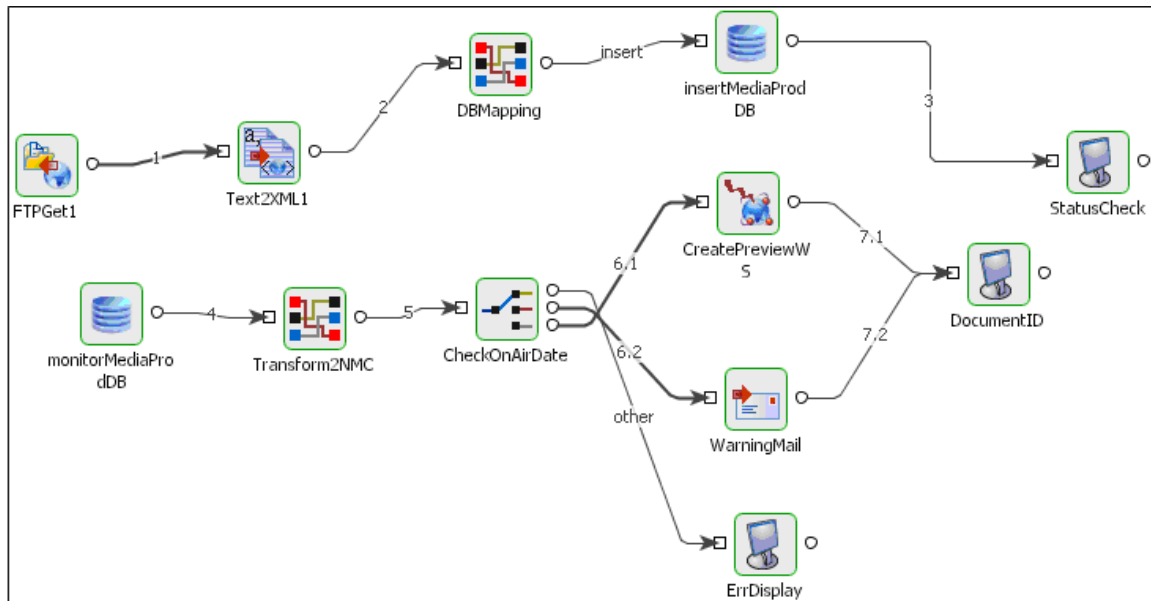 insert
insertMediaProd
DB
DBMapping
2
3
a,
1
FTPGet1
Text2XML1
StatusCheck
CreatePreviewW
S
7.1
6.1
DocumentID
4
5
monitorMediaPro
dDB
Transform2NMC
CheckOnAirDate
6.2
7.2
other
WarningMail
ErrDisplay